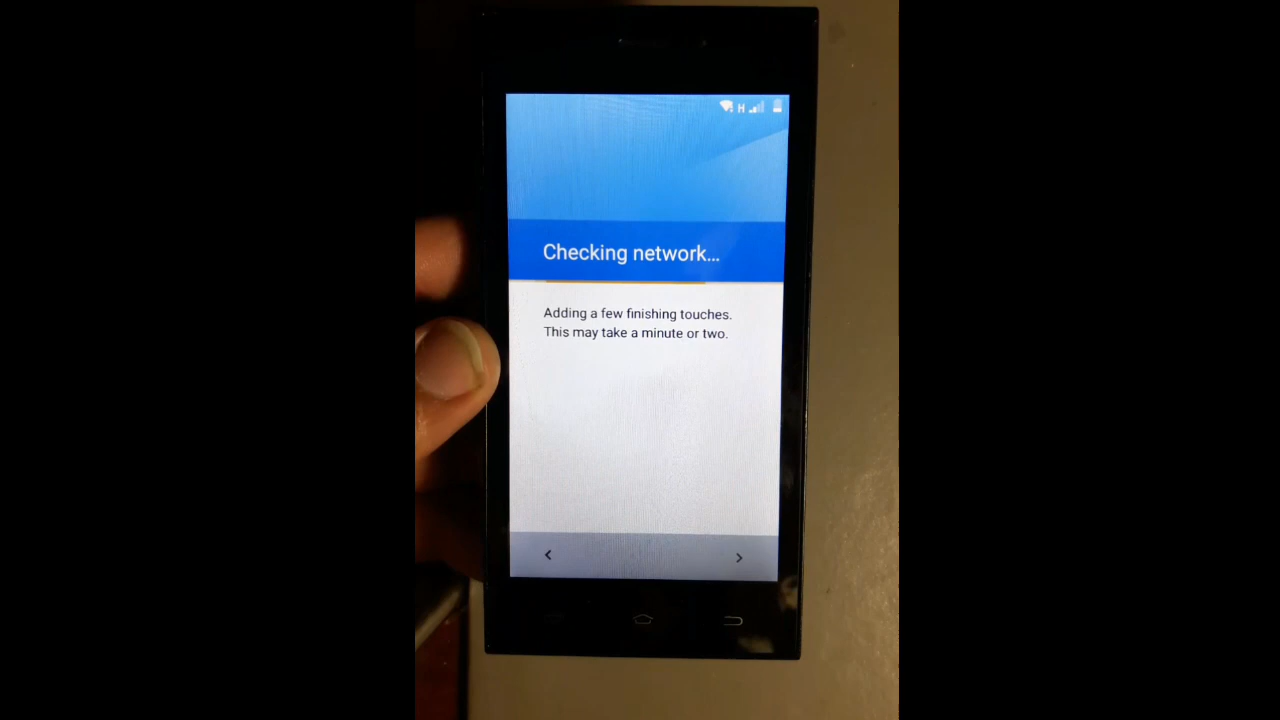 H
Checking network...
Adding a few finishing touches.
This may take a minute or two.